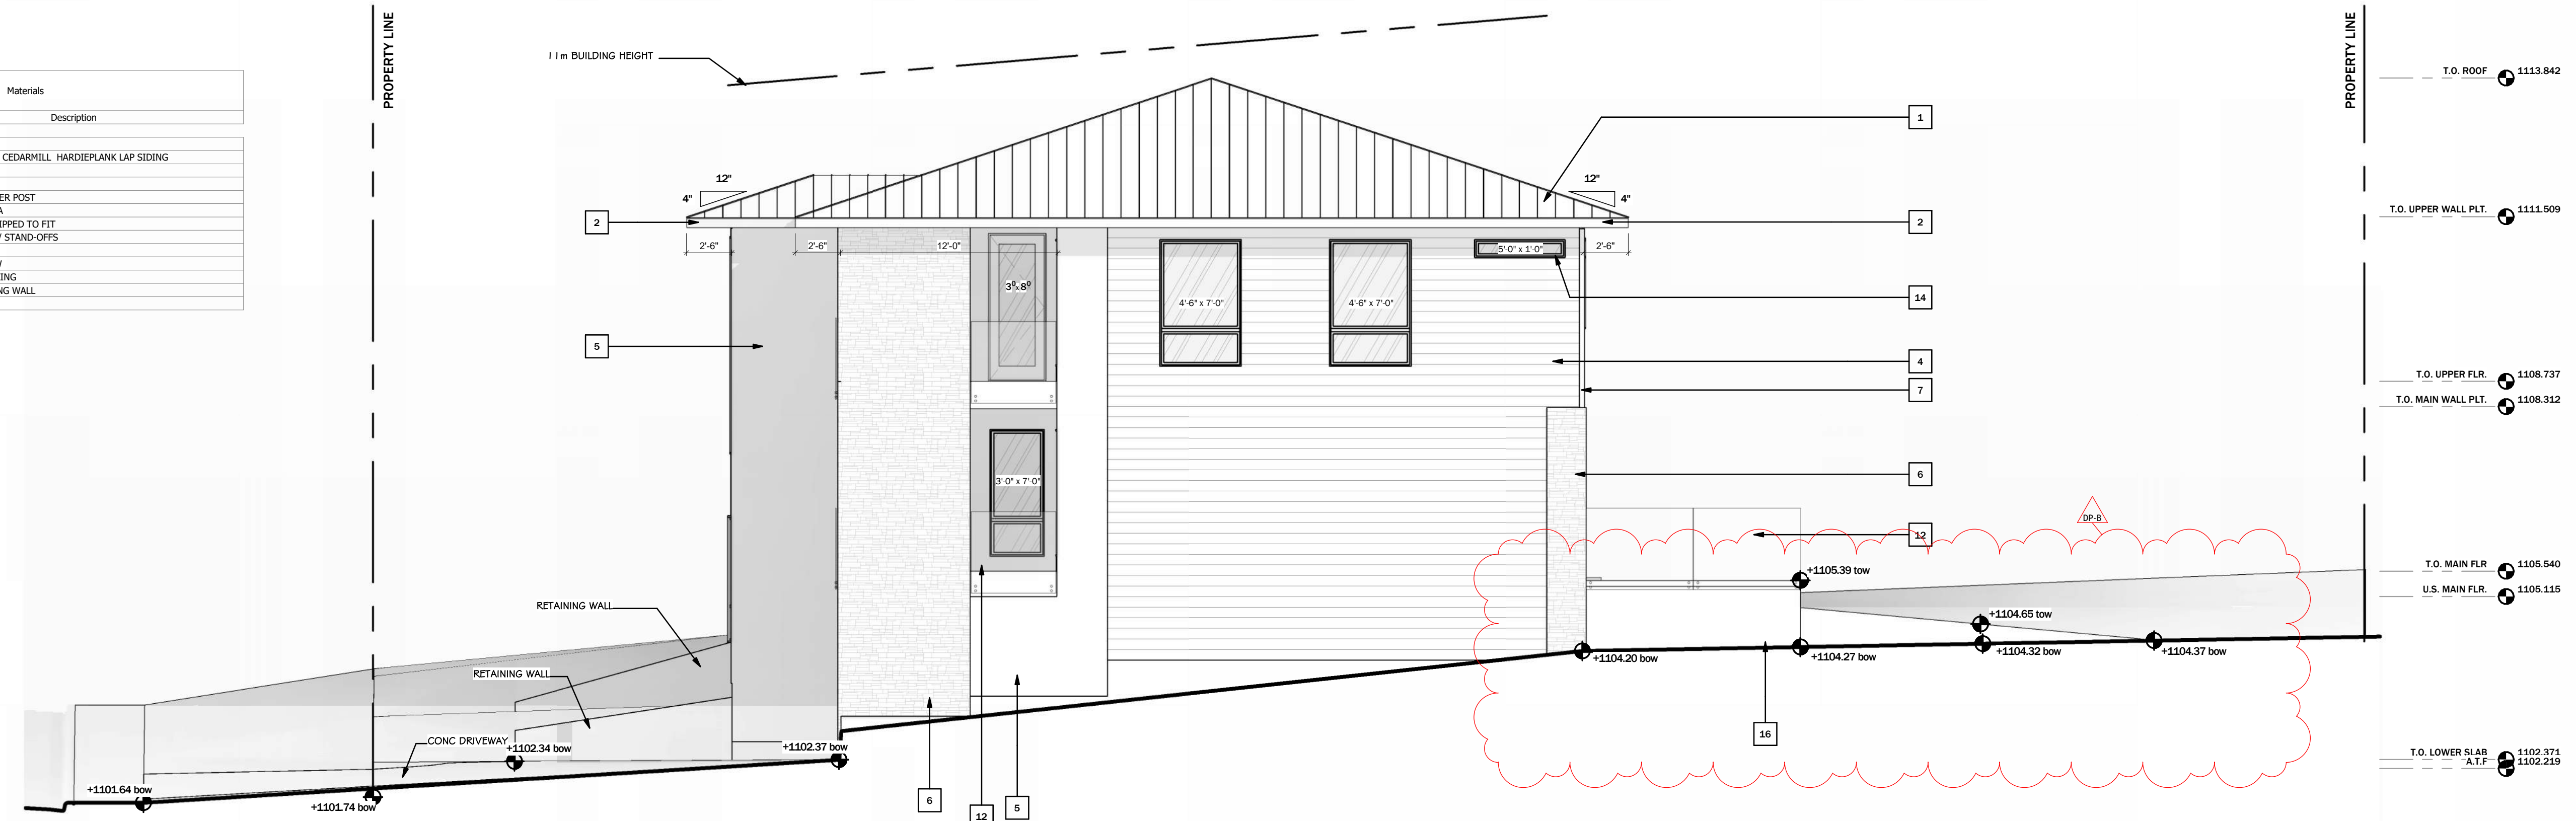 Materials
Description
CEDARMILL HARDIEPLANK LAP SIDING
ER POST
A
IPPED TO FIT
/ STAND-OFFS
ING
NG WALL
PROPERTY LINE
11m BUILDING HEIGHT
PROPERTY LINE
T.O. ROOF 1113.842
1
12"
4"
12"
4"
2
2
T.O. UPPER WALL PLT. 1111.509
2'-6"
2'-6"
12'-0"
5'-0" x 1'-0"
2'-6"
3⁰x8⁰
4'-6" x 7'-0"
4'-6" x 7'-0"
14
5
4
7
T.O. UPPER FLR. 1108.737
T.O. MAIN WALL PLT. 1108.312
3'-0" x 7'-0"
6
DP-B
12
T.O. MAIN FLR 1105.540
+1105.39 tow
U.S. MAIN FLR. 1105.115
RETAINING WALL
+1104.65 tow
+1104.20 bow
+1104.27 bow
+1104.32 bow
+1104.37 bow
RETAINING WALL
16
CONC DRIVEWAY
+1102.34 bow
+1102.37 bow
T.O. LOWER SLAB 1102.371
A.T.F 1102.219
+1101.64 bow
+1101.74 bow
6
12
5